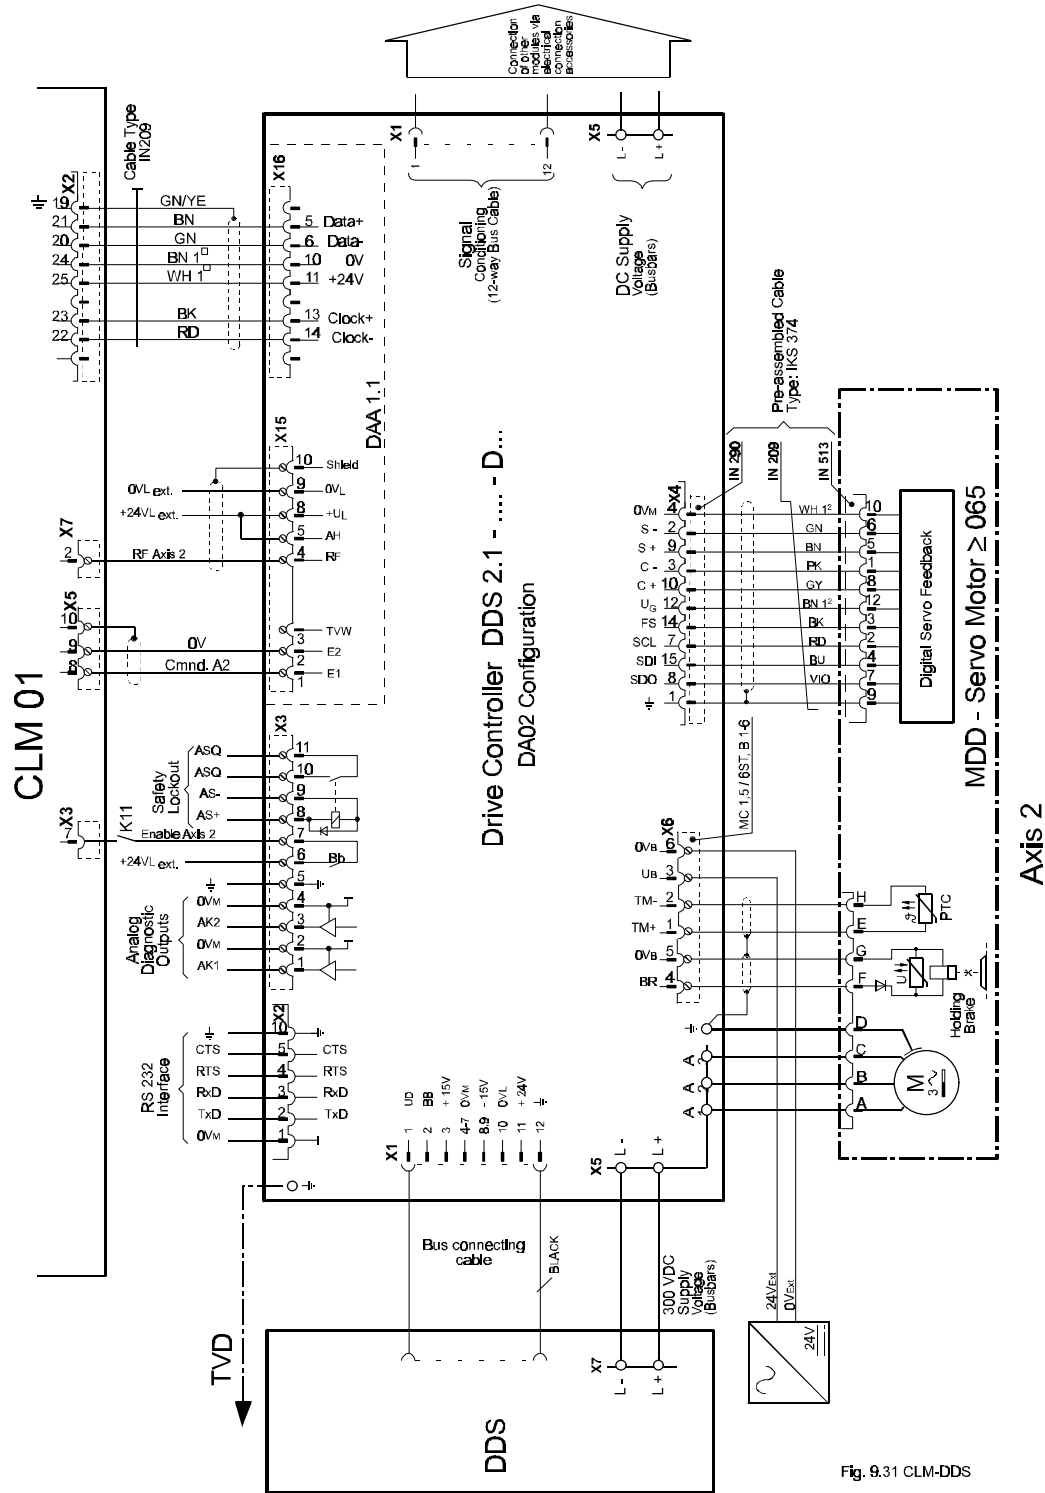 Connection
of other
modules via
electrical
connection
accessories
CLM 01
X2
19
21
20
24
25
23
22
Cable Type
IN209
GN/YE
BN
GN
BN 1□
WH 1□
BK
RD
X16
5 Data+
6 Data-
10 0V
11 +24V
13 Clock+
14 Clock-
DAA 1.1
X1
1
12
Signal
Conditioning
(12-way Bus Cable)
X5
L-
L+
DC Supply
Voltage
(Busbars)
X7
2
RF Axis 2
0VL ext.
+24VL ext.
X15
10 Shield
9 0VL
8 +UL
5 AH
4 RF
TVW
3 E2
2
1 E1
X5
10
9
8
0V
Cmnd. A2
Drive Controller DDS 2.1 - ..... - D...
DA02 Configuration
Pre-assembled Cable
Type: IKS 374
IN 290
IN 209
IN 513
X4
0VM 4 WH 1² 10
S - 2 GN 6
S + 9 BN 5
C - 3 PK 1
C + 10 GY 8
UG 12 BN 1² 12
FS 14 BK 3
SCL 7 RD 2
SDI 15 BU 4
SDO 8 VIO 7
1 9
Digital Servo Feedback
MDD - Servo Motor ≥ 065
Axis 2
X3
7
K11
Enable Axis 2
+24VL ext.
Safety
Lockout
ASQ
ASQ
AS-
AS+
X3
11
10
9
8
7
6 Bb
5
4
3
2
1
Analog
Diagnostic
Outputs
0VM
AK2
0VM
AK1
MC 1,5 / 6ST, B 1-6
X6
0VB 6
UB 3
TM- 2
TM+ 1
0VB 5
BR 4
H
E
G
F
D
C
B
A
PTC
ϑ
U
Holding
Brake
M
3 ~
RS 232
Interface
X2
10
CTS 5 CTS
RTS 4 RTS
RxD 3 RxD
TxD 2 TxD
0VM 1
X1
1 UD
2 BB
3 + 15V
4-7 0VM
8.9 - 15V
10 0VL
11 + 24V
12
A 3
A 2
A 1
X5
L-
L+
TVD
Bus connecting
cable
BLACK
300 VDC
Supply
Voltage
(Busbars)
24VExt
0VExt
24V
DDS
X7
L-
L+
Fig. 9.31 CLM-DDS